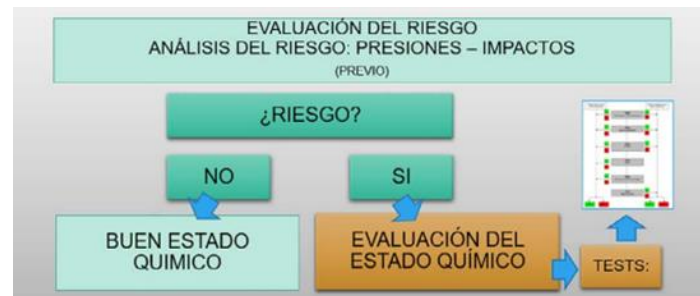 EVALUACIÓN DEL RIESGO
ANÁLISIS DEL RIESGO: PRESIONES – IMPACTOS
(PREVIO)
¿RIESGO?
NO
SI
BUEN ESTADO
QUIMICO
EVALUACIÓN DEL
ESTADO QUÍMICO
TESTS: